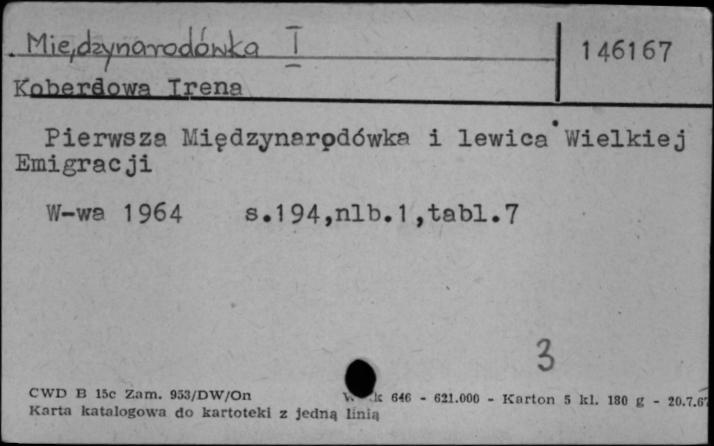 Międzynarodówka I
146167
Koberdowa Irena
Pierwsza Międzynarodówka i lewica Wielkiej
Emigracji
W-wa 1964 s.194,nlb.1,tabl.7
3
CWD B 15c Zam. 953/DW/On 646 - 621.000 - Karton 5 kl. 180 g - 20.7.67
Karta katalogowa do kartoteki z jedną linią